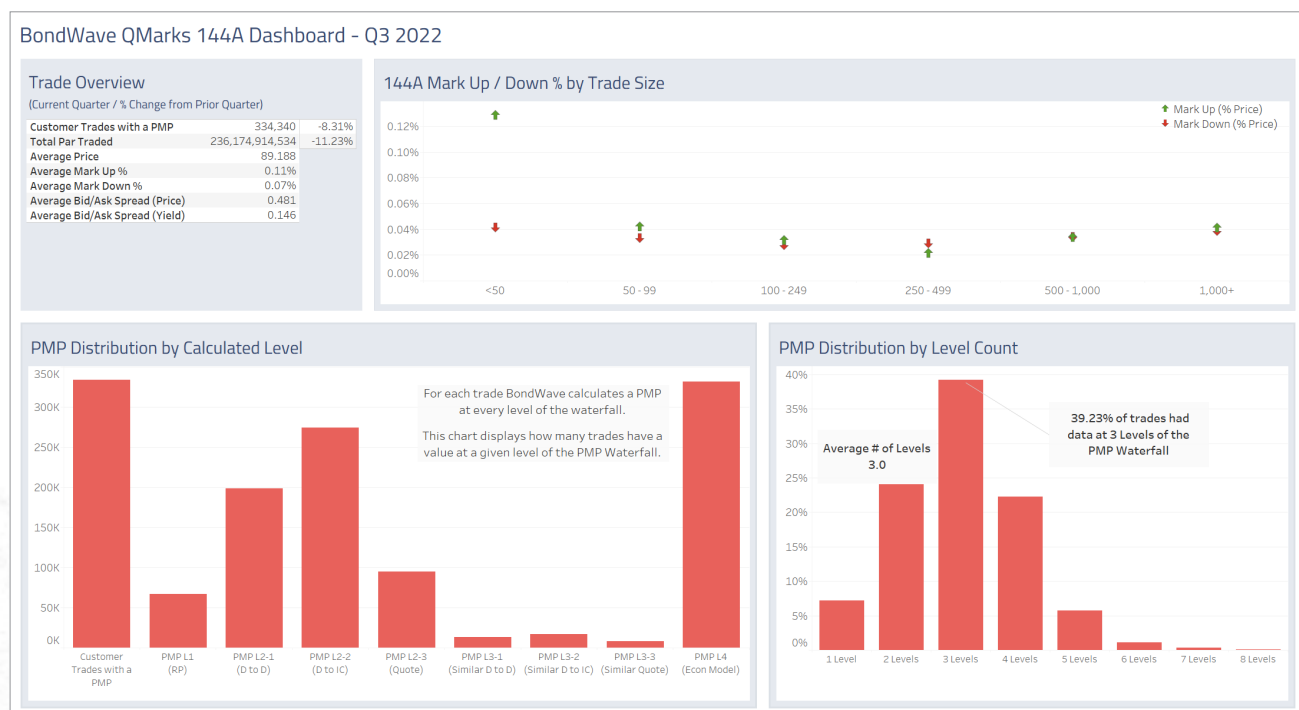 BondWave QMarks 144A Dashboard - Q3 2022
Trade Overview
(Current Quarter / % Change from Prior Quarter)
Customer Trades with a PMP 334,340 -8.31%
Total Par Traded 236,174,914,534 -11.23%
Average Price 89.188
Average Mark Up % 0.11%
Average Mark Down % 0.07%
Average Bid/Ask Spread (Price) 0.481
Average Bid/Ask Spread (Yield) 0.146
144A Mark Up / Down % by Trade Size
Mark Up (% Price)
Mark Down (% Price)
0.12%
0.10%
0.08%
0.06%
0.04%
0.02%
0.00%
<50 50 - 99 100 - 249 250 - 499 500 - 1,000 1,000+
PMP Distribution by Calculated Level
350K
300K
250K
200K
150K
100K
50K
0K
For each trade BondWave calculates a PMP
at every level of the waterfall.
This chart displays how many trades have a
value at a given level of the PMP Waterfall.
Customer
Trades with a
PMP
PMP L1
(RP)
PMP L2-1
(D to D)
PMP L2-2
(D to IC)
PMP L2-3
(Quote)
PMP L3-1
(Similar D to D)
PMP L3-2
(Similar D to IC)
PMP L3-3
(Similar Quote)
PMP L4
(Econ Model)
PMP Distribution by Level Count
40%
35%
30%
25%
20%
15%
10%
5%
0%
Average # of Levels
3.0
39.23% of trades had
data at 3 Levels of the
PMP Waterfall
1 Level 2 Levels 3 Levels 4 Levels 5 Levels 6 Levels 7 Levels 8 Levels